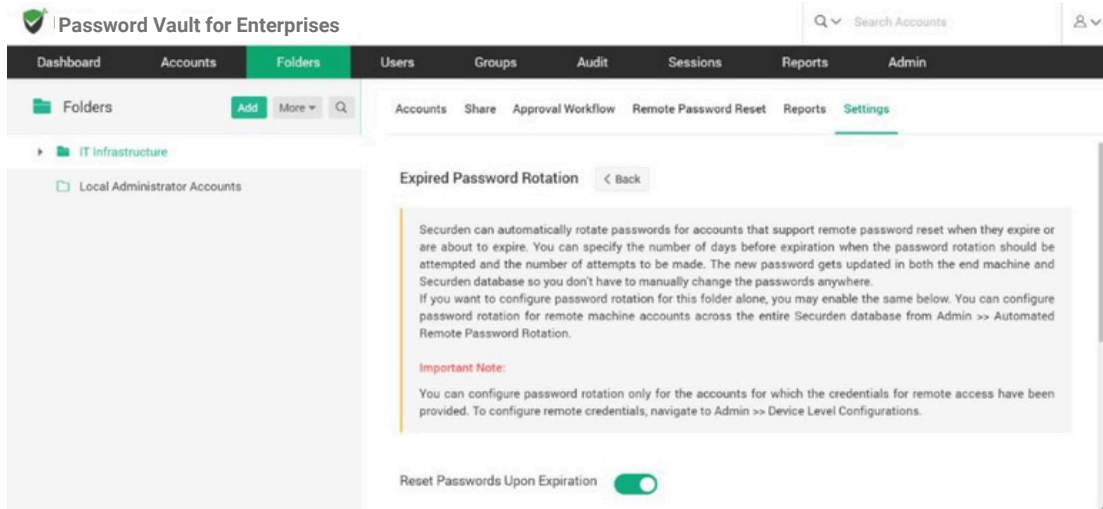 Password Vault for Enterprises
Search Accounts
Dashboard Accounts Folders Users Groups Audit Sessions Reports Admin
Folders Add More
Accounts Share Approval Workflow Remote Password Reset Reports Settings
IT Infrastructure
Local Administrator Accounts
Expired Password Rotation < Back
Securden can automatically rotate passwords for accounts that support remote password reset when they expire or
are about to expire. You can specify the number of days before expiration when the password rotation should be
attempted and the number of attempts to be made. The new password gets updated in both the end machine and
Securden database so you don't have to manually change the passwords anywhere.
If you want to configure password rotation for this folder alone, you may enable the same below. You can configure
password rotation for remote machine accounts across the entire Securden database from Admin >> Automated
Remote Password Rotation.
Important Note:
You can configure password rotation only for the accounts for which the credentials for remote access have been
provided. To configure remote credentials, navigate to Admin >> Device Level Configurations.
Reset Passwords Upon Expiration